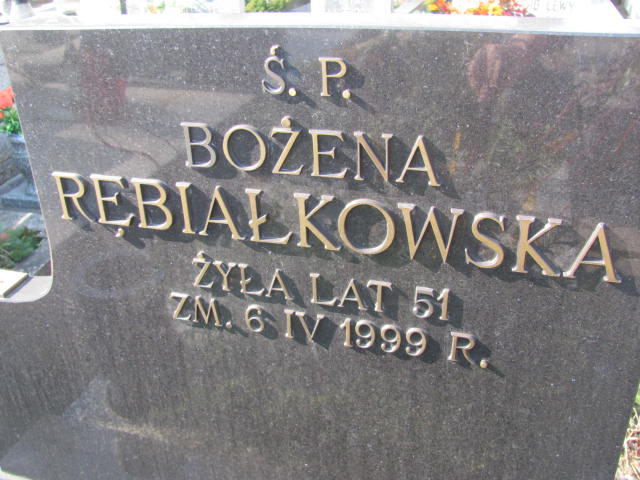 Ś. P.
BOŻENA
RĘBIAŁKOWSKA
ŻYŁA LAT 51
ZM. 6 IV 1999 R.